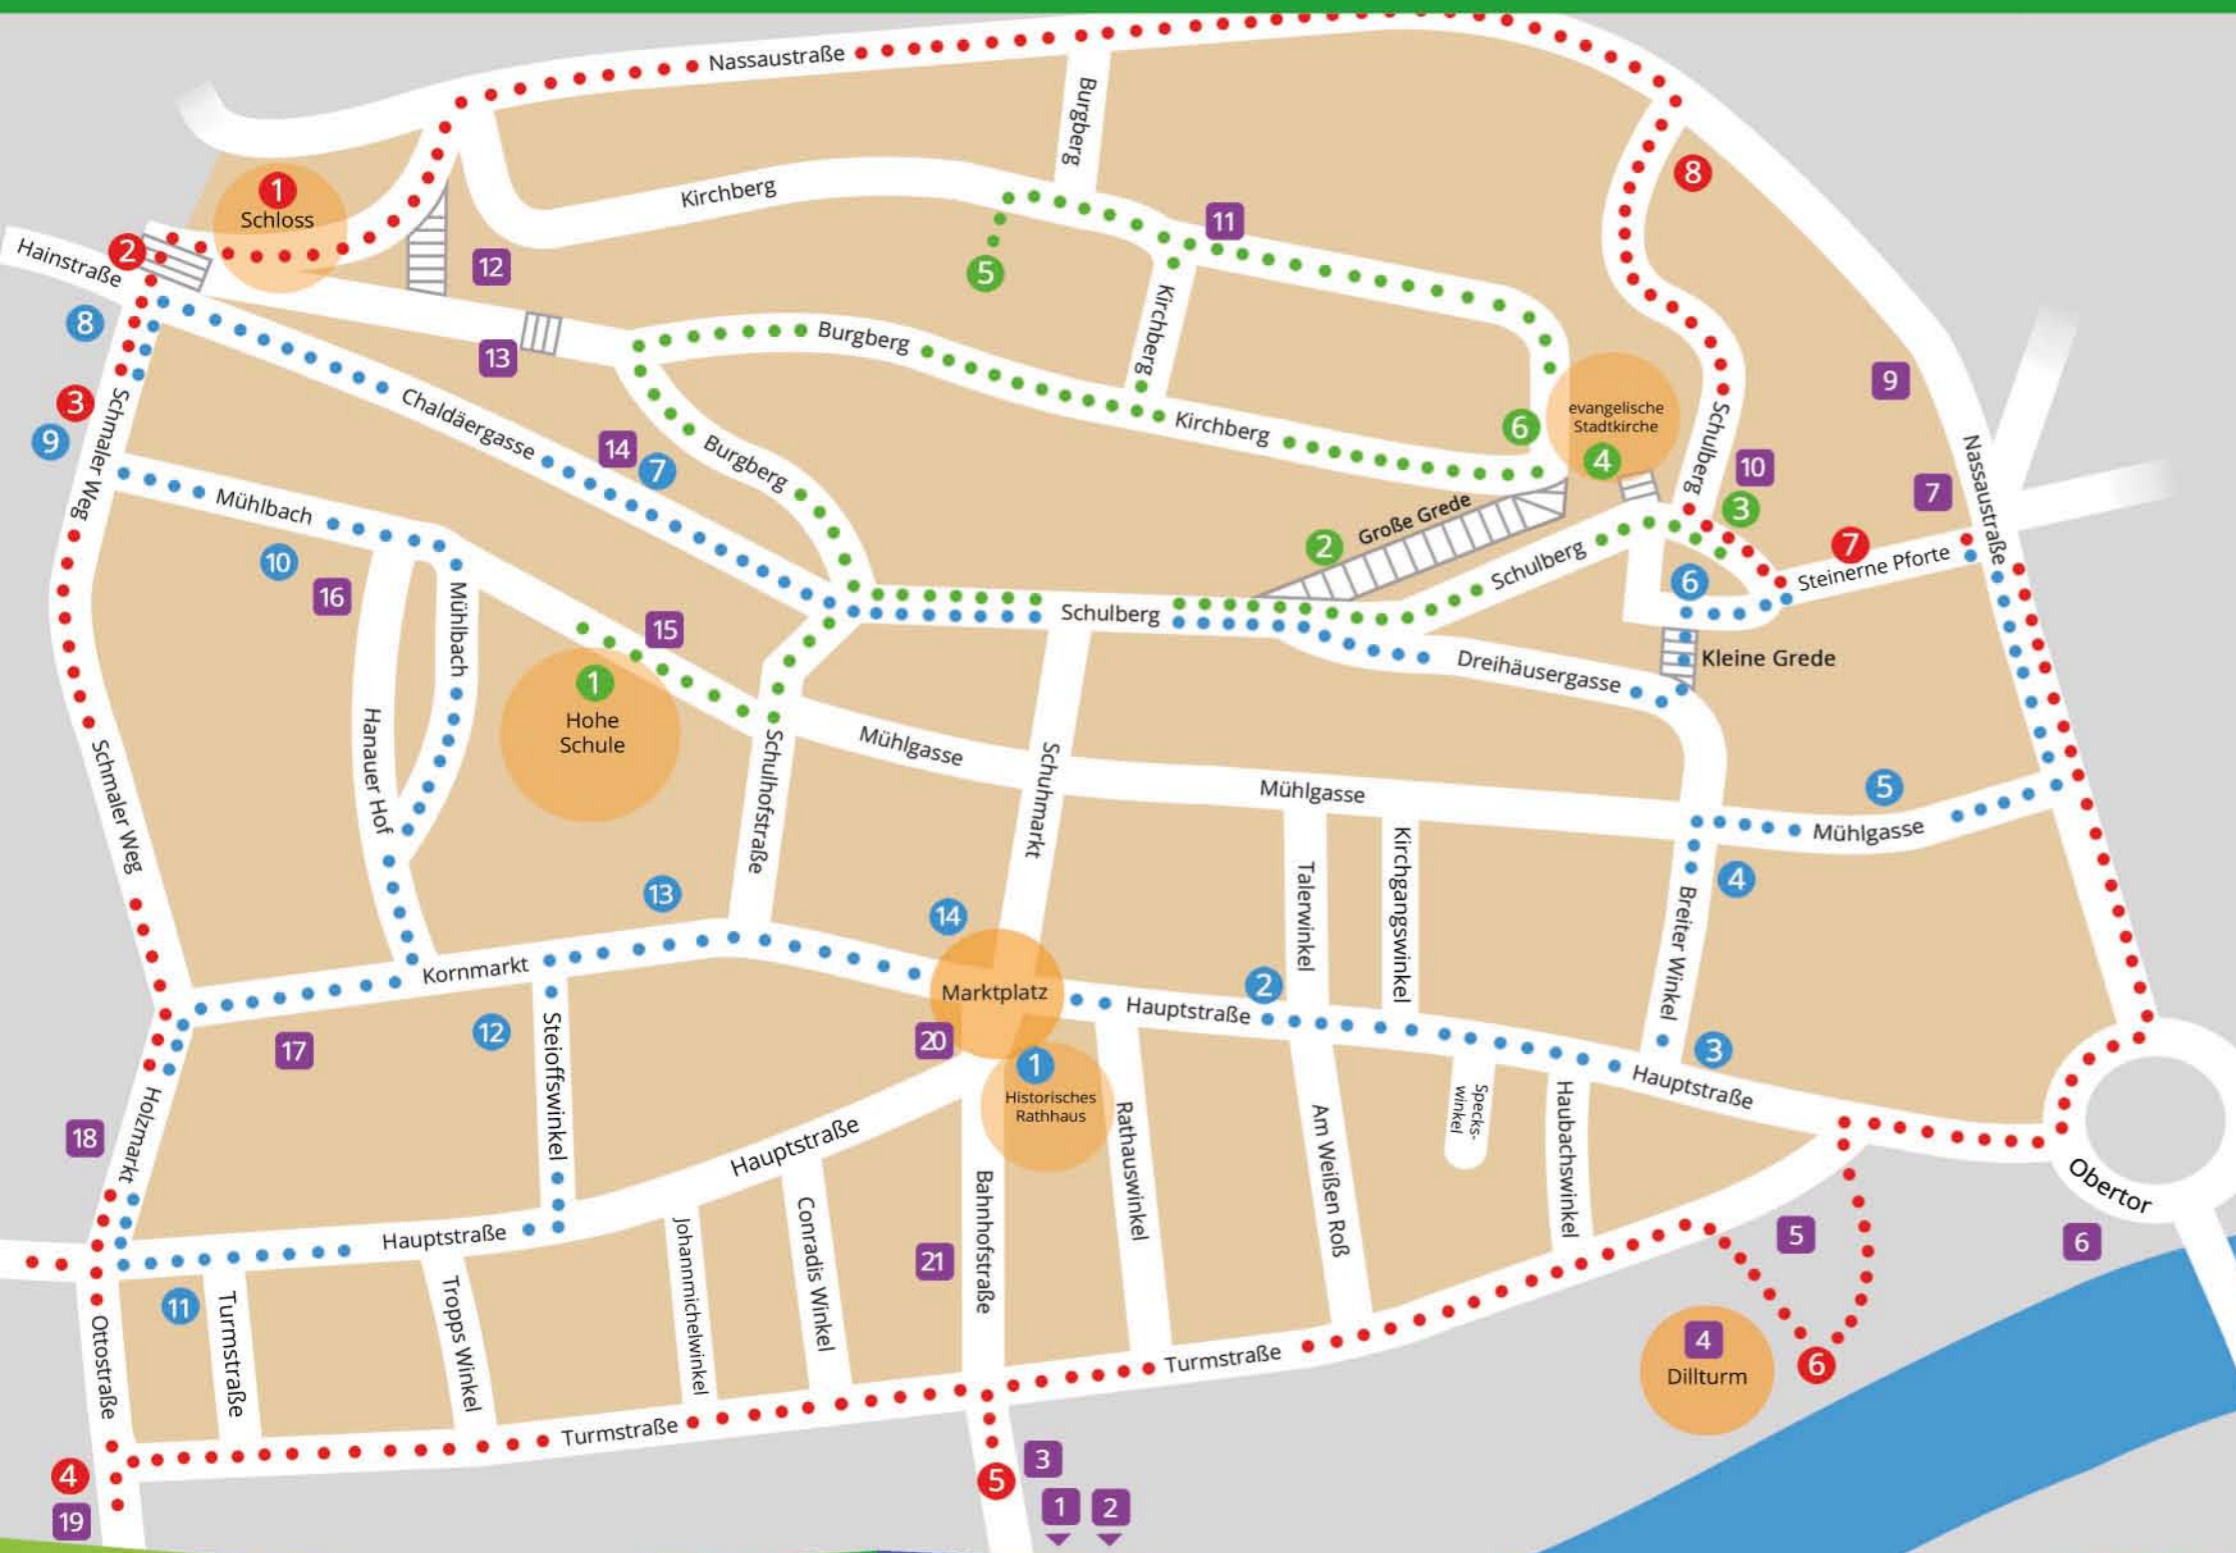 Nassaustraße
Burgberg
8
1
Schloss
Kirchberg
11
2
Hainstraße
12
5
8
13
Burgberg
Kirchberg
9
3
Schmaler Weg
Chaldäergasse
evangelische
Stadtkirche
9
14
7
Burgberg
Kirchberg
6
4
Schulberg
10
Nassaustraße
Mühlbach
7
Große Grede
3
2
7
10
16
Mühlbach
Schulberg
6
Steinerne Pforte
15
Schulberg
Kleine Grede
1
Hohe
Schule
Dreihäusergasse
Hanauer Hof
Schmaler Weg
Mühlgasse
Schulhofstraße
Schuhmarkt
Mühlgasse
5
Mühlgasse
13
14
Talerwinkel
Kirchgangswinkel
4
Breiter Winkel
Kornmarkt
Marktplatz
2
Hauptstraße
17
12
Steioffswinkel
20
1
Historisches
Rathhaus
3
Hauptstraße
18
Holzmarkt
Hauptstraße
Rathauswinkel
Am Weißen Roß
Specks-
winkel
Haubachswinkel
Obertor
Hauptstraße
Johannmichelwinkel
Conradis Winkel
21
Bahnhofstraße
5
6
11
Ottostraße
Turmstraße
Tropps Winkel
Turmstraße
4
Dillturm
6
Turmstraße
4
19
5
3
1
2